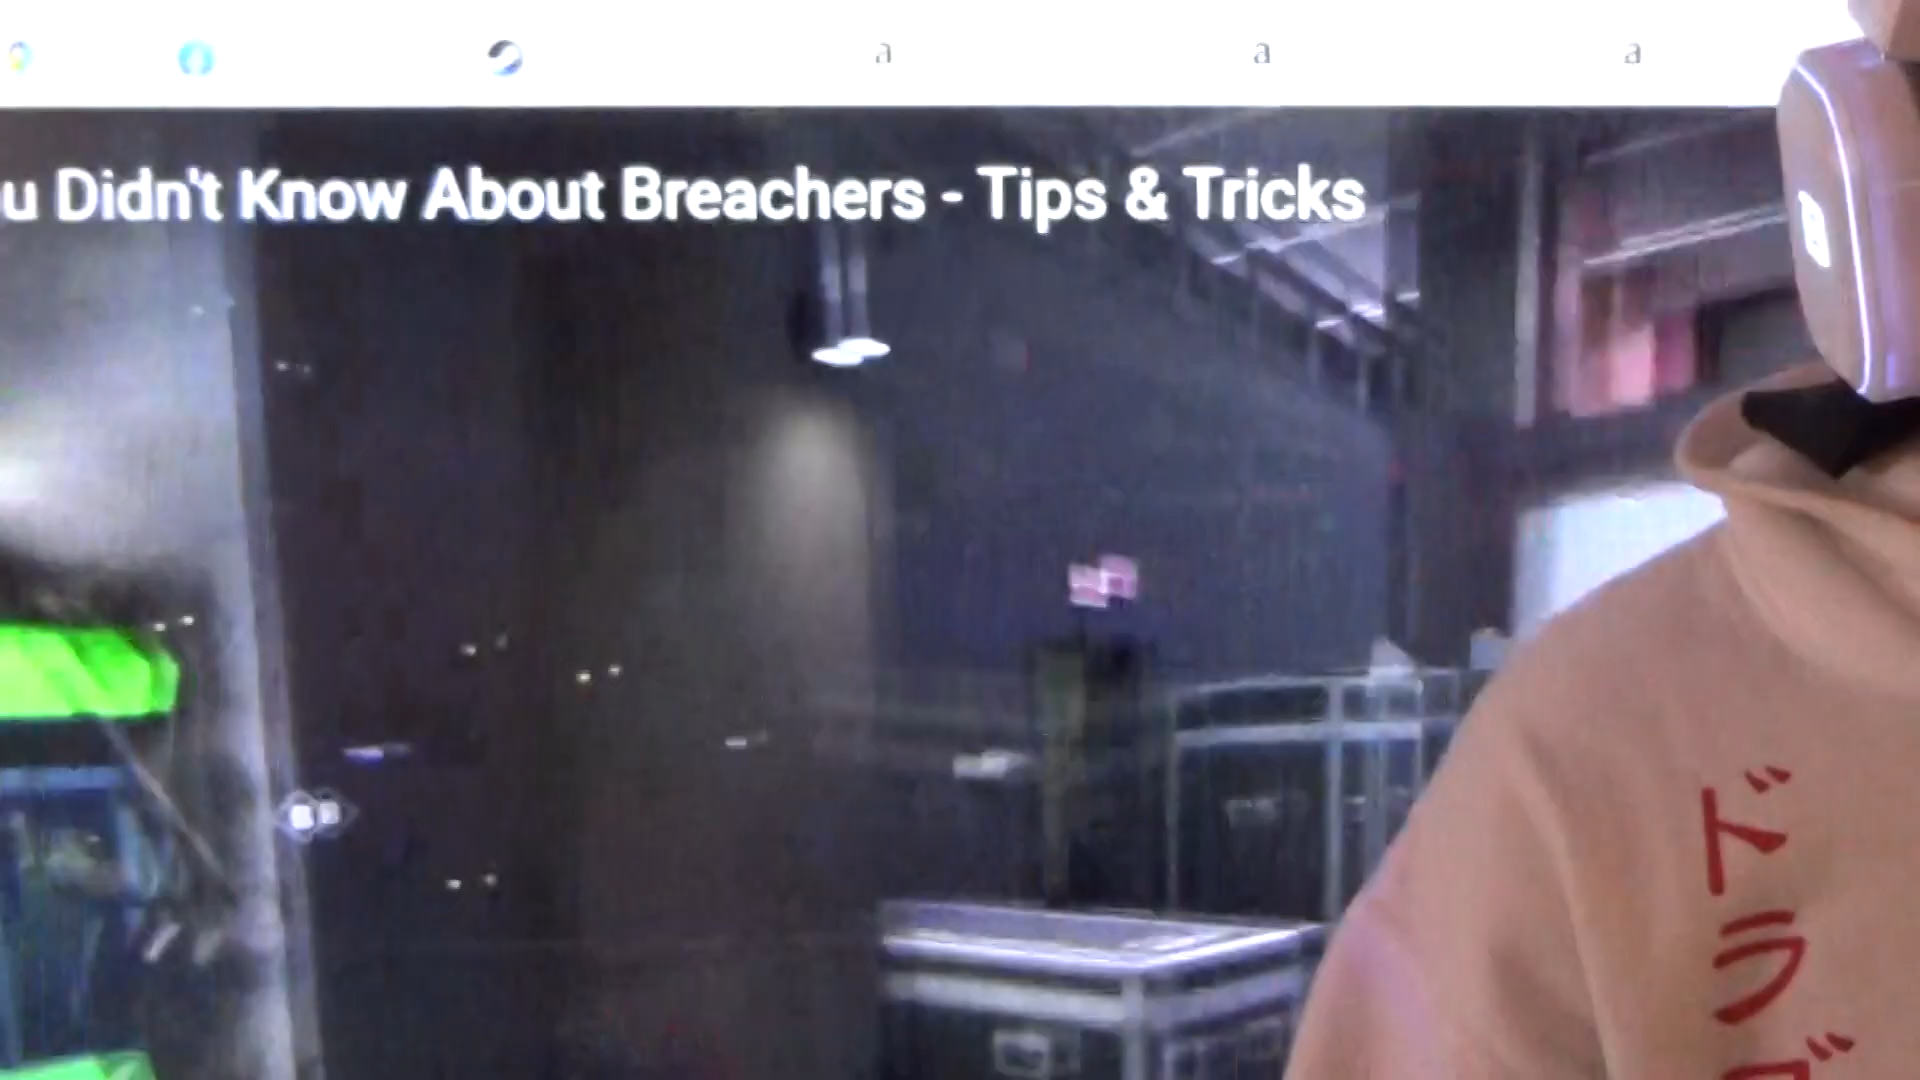 a a a
u Didn't Know About Breachers - Tips & Tricks
ドラ